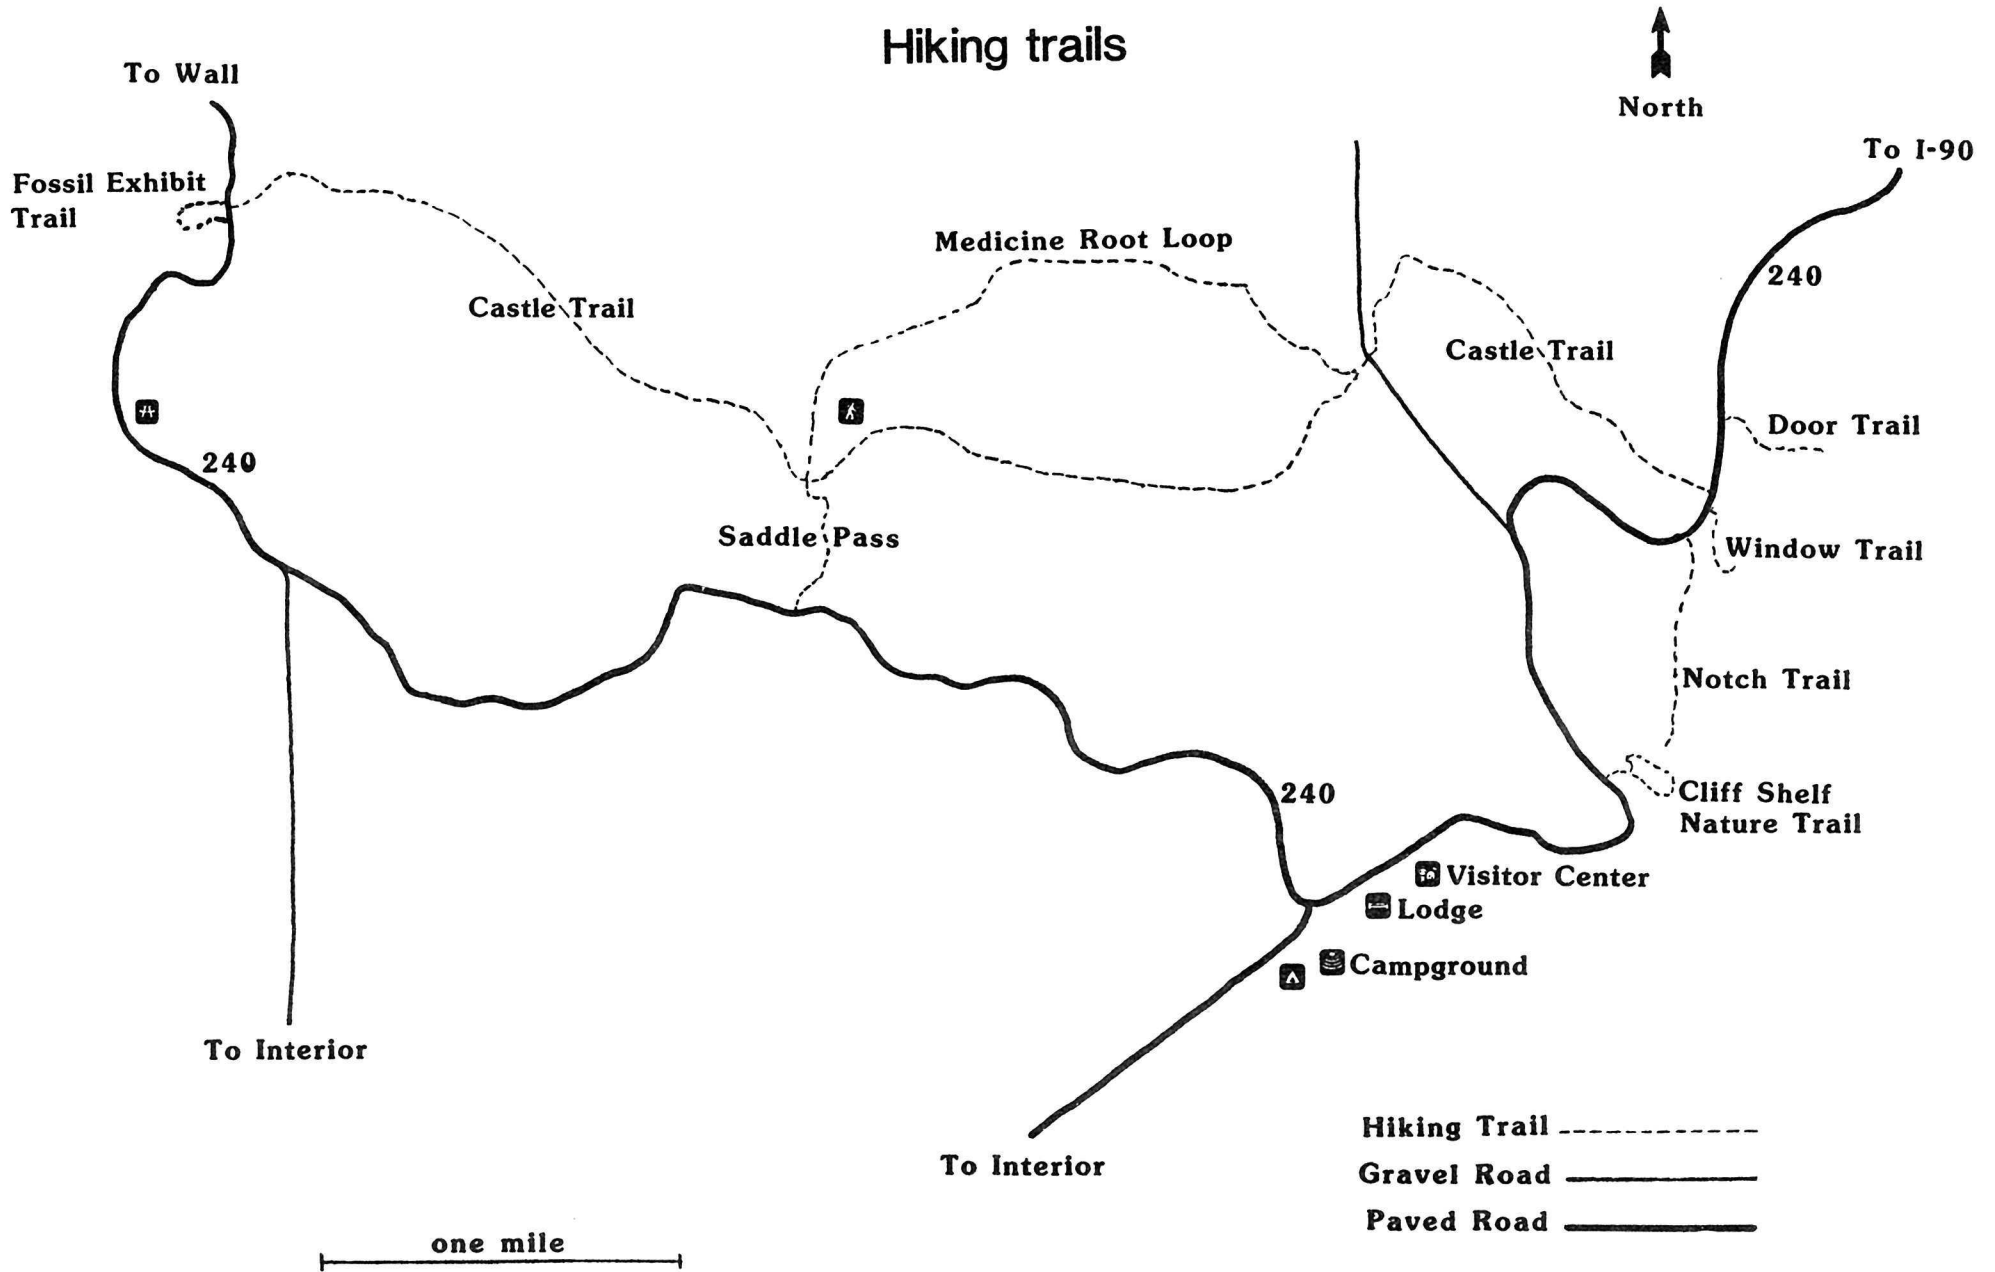 Hiking trails
North
To Wall
To I-90
Fossil Exhibit
Trail
Medicine Root Loop
240
Castle Trail
Castle Trail
Door Trail
240
Saddle Pass
Window Trail
Notch Trail
240
Cliff Shelf
Nature Trail
Visitor Center
Lodge
Campground
To Interior
To Interior
Hiking Trail
Gravel Road
Paved Road
one mile